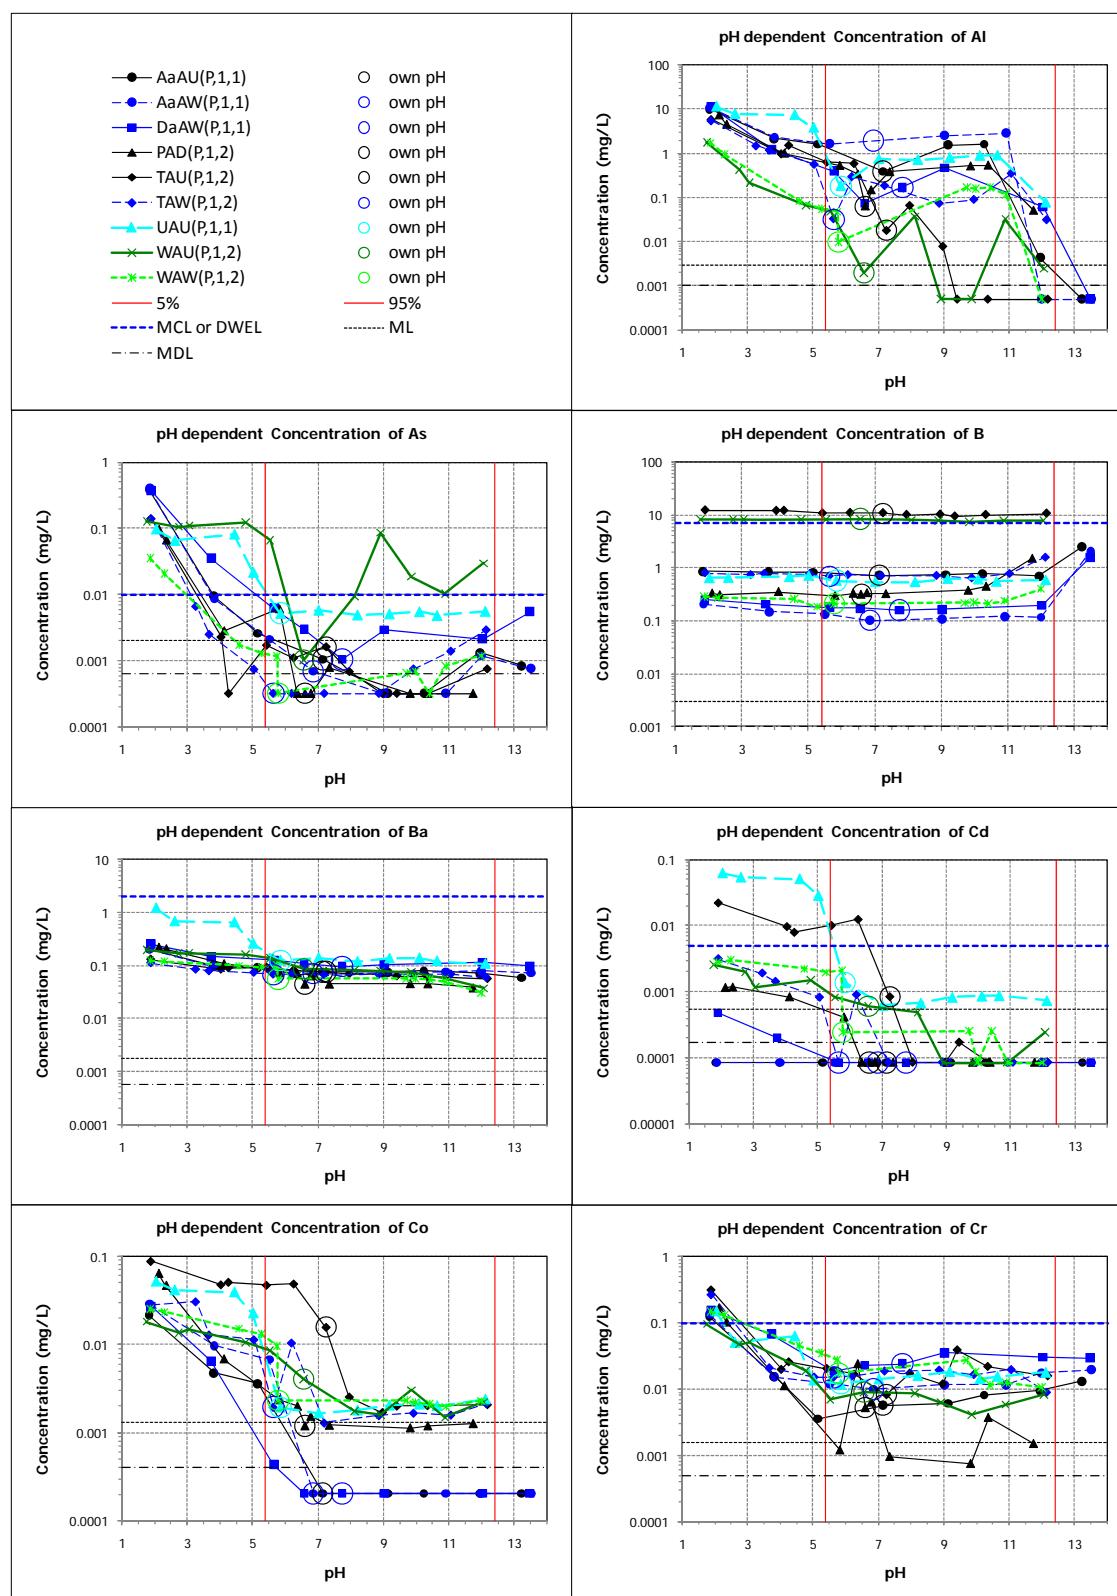 AaAU(P,1,1) own pH
AaAW(P,1,1) own pH
DaAW(P,1,1) own pH
PAD(P,1,2) own pH
TAU(P,1,2) own pH
TAW(P,1,2) own pH
UAU(P,1,1) own pH
WAU(P,1,2) own pH
WAW(P,1,2) own pH
5% 95%
MCL or DWEL ML
MDL
pH dependent Concentration of Al
Concentration (mg/L)
100
10
1
0.1
0.01
0.001
0.0001
1 3 5 7 9 11 13
pH
pH dependent Concentration of As
Concentration (mg/L)
1
0.1
0.01
0.001
0.0001
1 3 5 7 9 11 13
pH
pH dependent Concentration of B
Concentration (mg/L)
100
10
1
0.1
0.01
0.001
1 3 5 7 9 11 13
pH
pH dependent Concentration of Ba
Concentration (mg/L)
10
1
0.1
0.01
0.001
0.0001
1 3 5 7 9 11 13
pH
pH dependent Concentration of Cd
Concentration (mg/L)
0.1
0.01
0.001
0.0001
0.00001
1 3 5 7 9 11 13
pH
pH dependent Concentration of Co
Concentration (mg/L)
0.1
0.01
0.001
0.0001
1 3 5 7 9 11 13
pH
pH dependent Concentration of Cr
Concentration (mg/L)
1
0.1
0.01
0.001
0.0001
1 3 5 7 9 11 13
pH